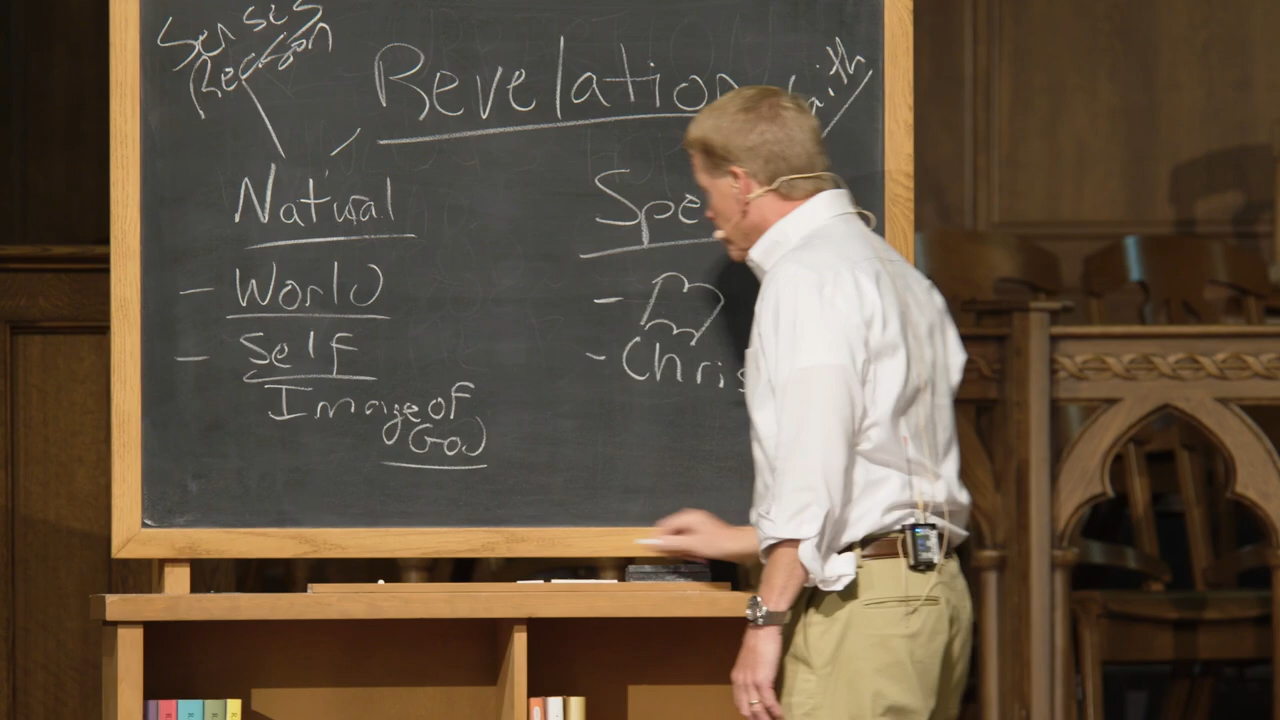 Senses
Reason
Revelation
Natural
Spe
- World
-
- Self
- Chris
Image of
God